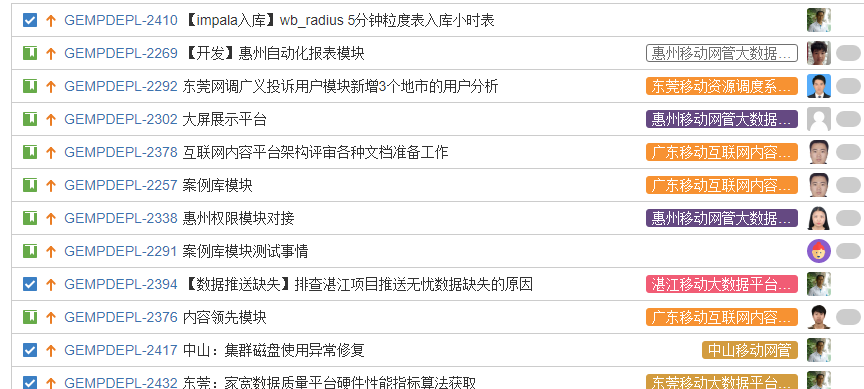 GEMPDEPL-2410 【impala入库】wb_radius 5分钟粒度表入库小时表
GEMPDEPL-2269 【开发】惠州自动化报表模块 惠州移动网管大数据...
GEMPDEPL-2292 东莞网调广义投诉用户模块新增3个地市的用户分析 东莞移动资源调度系...
GEMPDEPL-2302 大屏展示平台 惠州移动网管大数据...
GEMPDEPL-2378 互联网内容平台架构评审各种文档准备工作 广东移动互联网内容...
GEMPDEPL-2257 案例库模块 广东移动互联网内容...
GEMPDEPL-2338 惠州权限模块对接 惠州移动网管大数据...
GEMPDEPL-2291 案例库模块测试事情
GEMPDEPL-2394 【数据推送缺失】排查湛江项目推送无忧数据缺失的原因 湛江移动大数据平台...
GEMPDEPL-2376 内容领先模块 广东移动互联网内容...
GEMPDEPL-2417 中山：集群磁盘使用异常修复 中山移动网管
GEMPDEPL-2432 东莞：家宽数据质量平台硬件性能指标算法获取 东莞移动大数据平台...